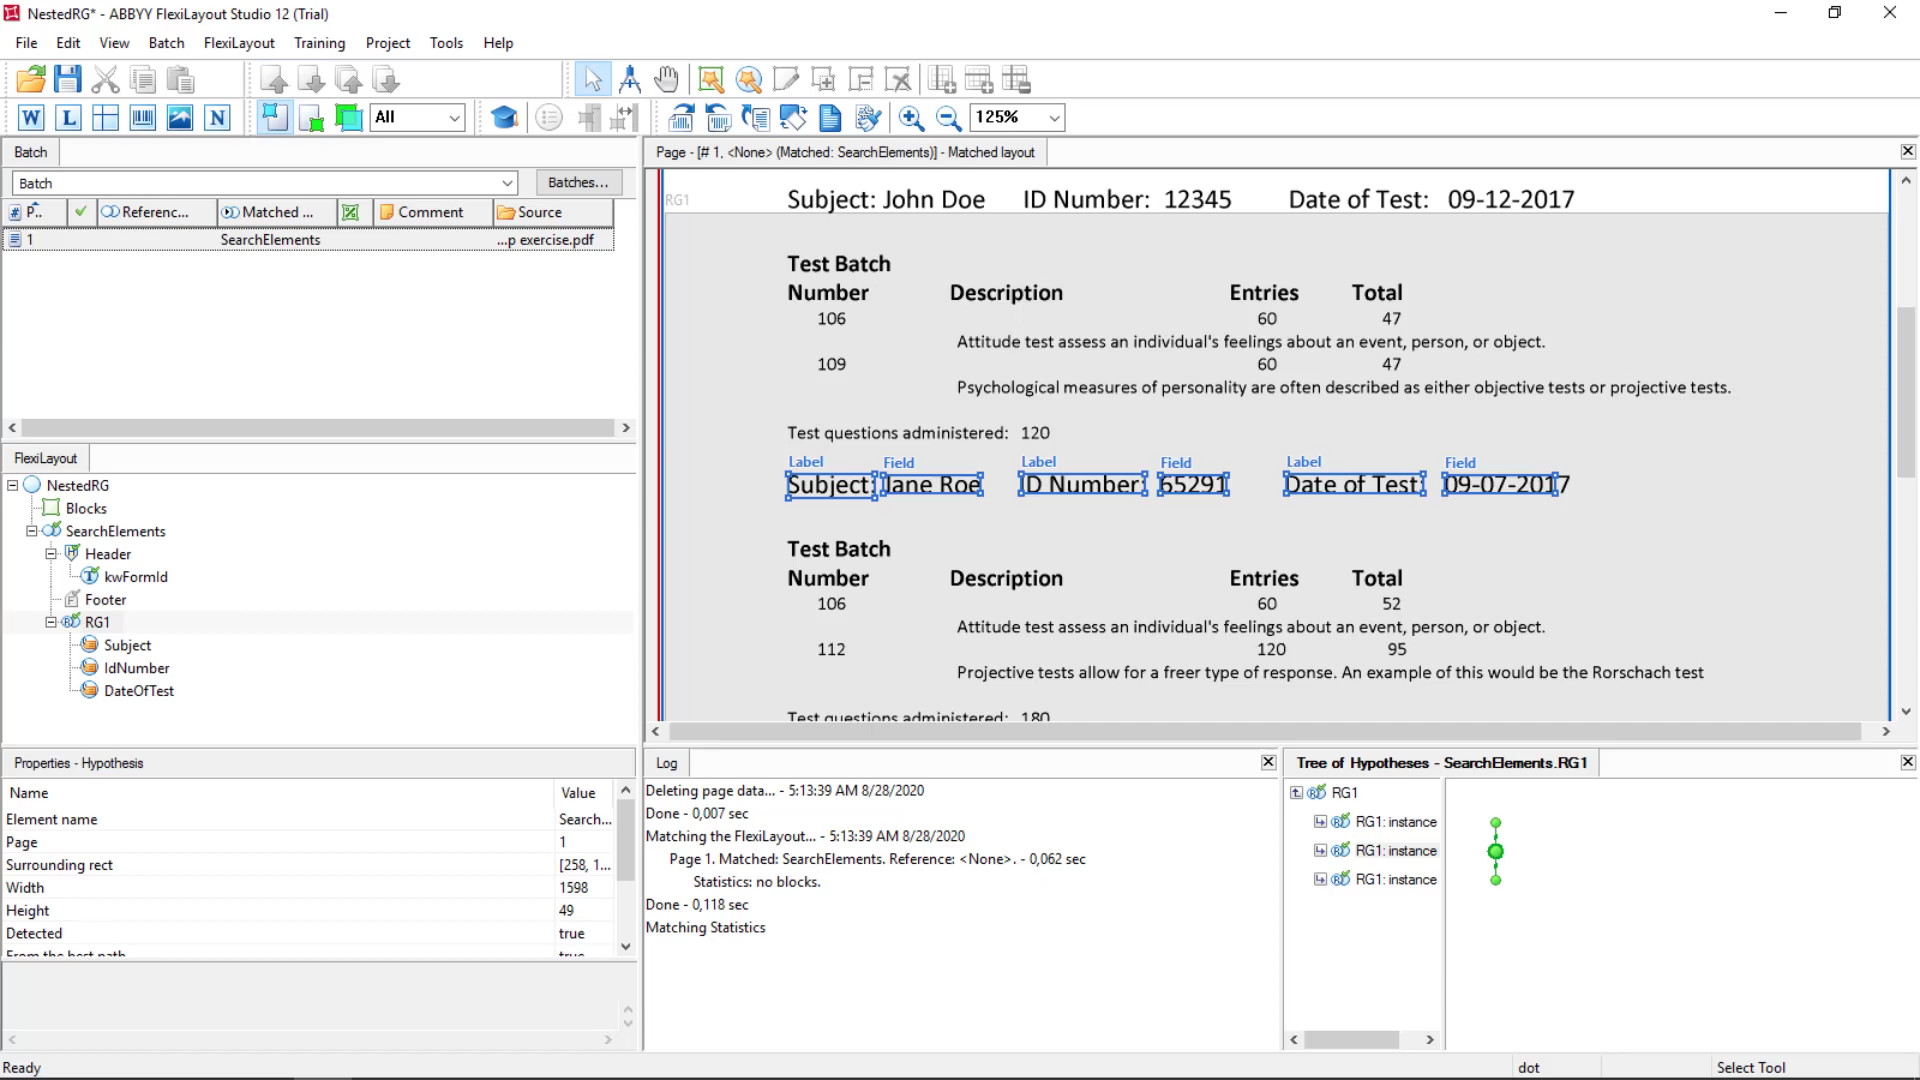 NestedRG* - ABBYY FlexiLayout Studio 12 (Trial)
File Edit View Batch FlexiLayout Training Project Tools Help
W L N All 125%
Batch
Batch Batches...
# P.. Referenc... Matched ... Comment Source
1 SearchElements ...p exercise.pdf
FlexiLayout
NestedRG
Blocks
SearchElements
Header
kwFormId
Footer
RG1
Subject
IdNumber
DateOfTest
Properties - Hypothesis
Name Value
Element name Search...
Page 1
Surrounding rect [258, 1...
Width 1598
Height 49
Detected true
From the best path true
Page - [# 1, <None> (Matched: SearchElements)] - Matched layout
RG1 Subject: John Doe ID Number: 12345 Date of Test: 09-12-2017
Test Batch
Number Description Entries Total
106 60 47
Attitude test assess an individual's feelings about an event, person, or object.
109 60 47
Psychological measures of personality are often described as either objective tests or projective tests.
Test questions administered: 120
Label Field Label Field Label Field
Subject: Jane Roe ID Number: 65291 Date of Test: 09-07-2017
Test Batch
Number Description Entries Total
106 60 52
Attitude test assess an individual's feelings about an event, person, or object.
112 120 95
Projective tests allow for a freer type of response. An example of this would be the Rorschach test
Test questions administered: 180
Log
Deleting page data... - 5:13:39 AM 8/28/2020
Done - 0,007 sec
Matching the FlexiLayout... - 5:13:39 AM 8/28/2020
Page 1. Matched: SearchElements. Reference: <None>. - 0,062 sec
Statistics: no blocks.
Done - 0,118 sec
Matching Statistics
Tree of Hypotheses - SearchElements.RG1
RG1
RG1: instance
RG1: instance
RG1: instance
Ready dot Select Tool